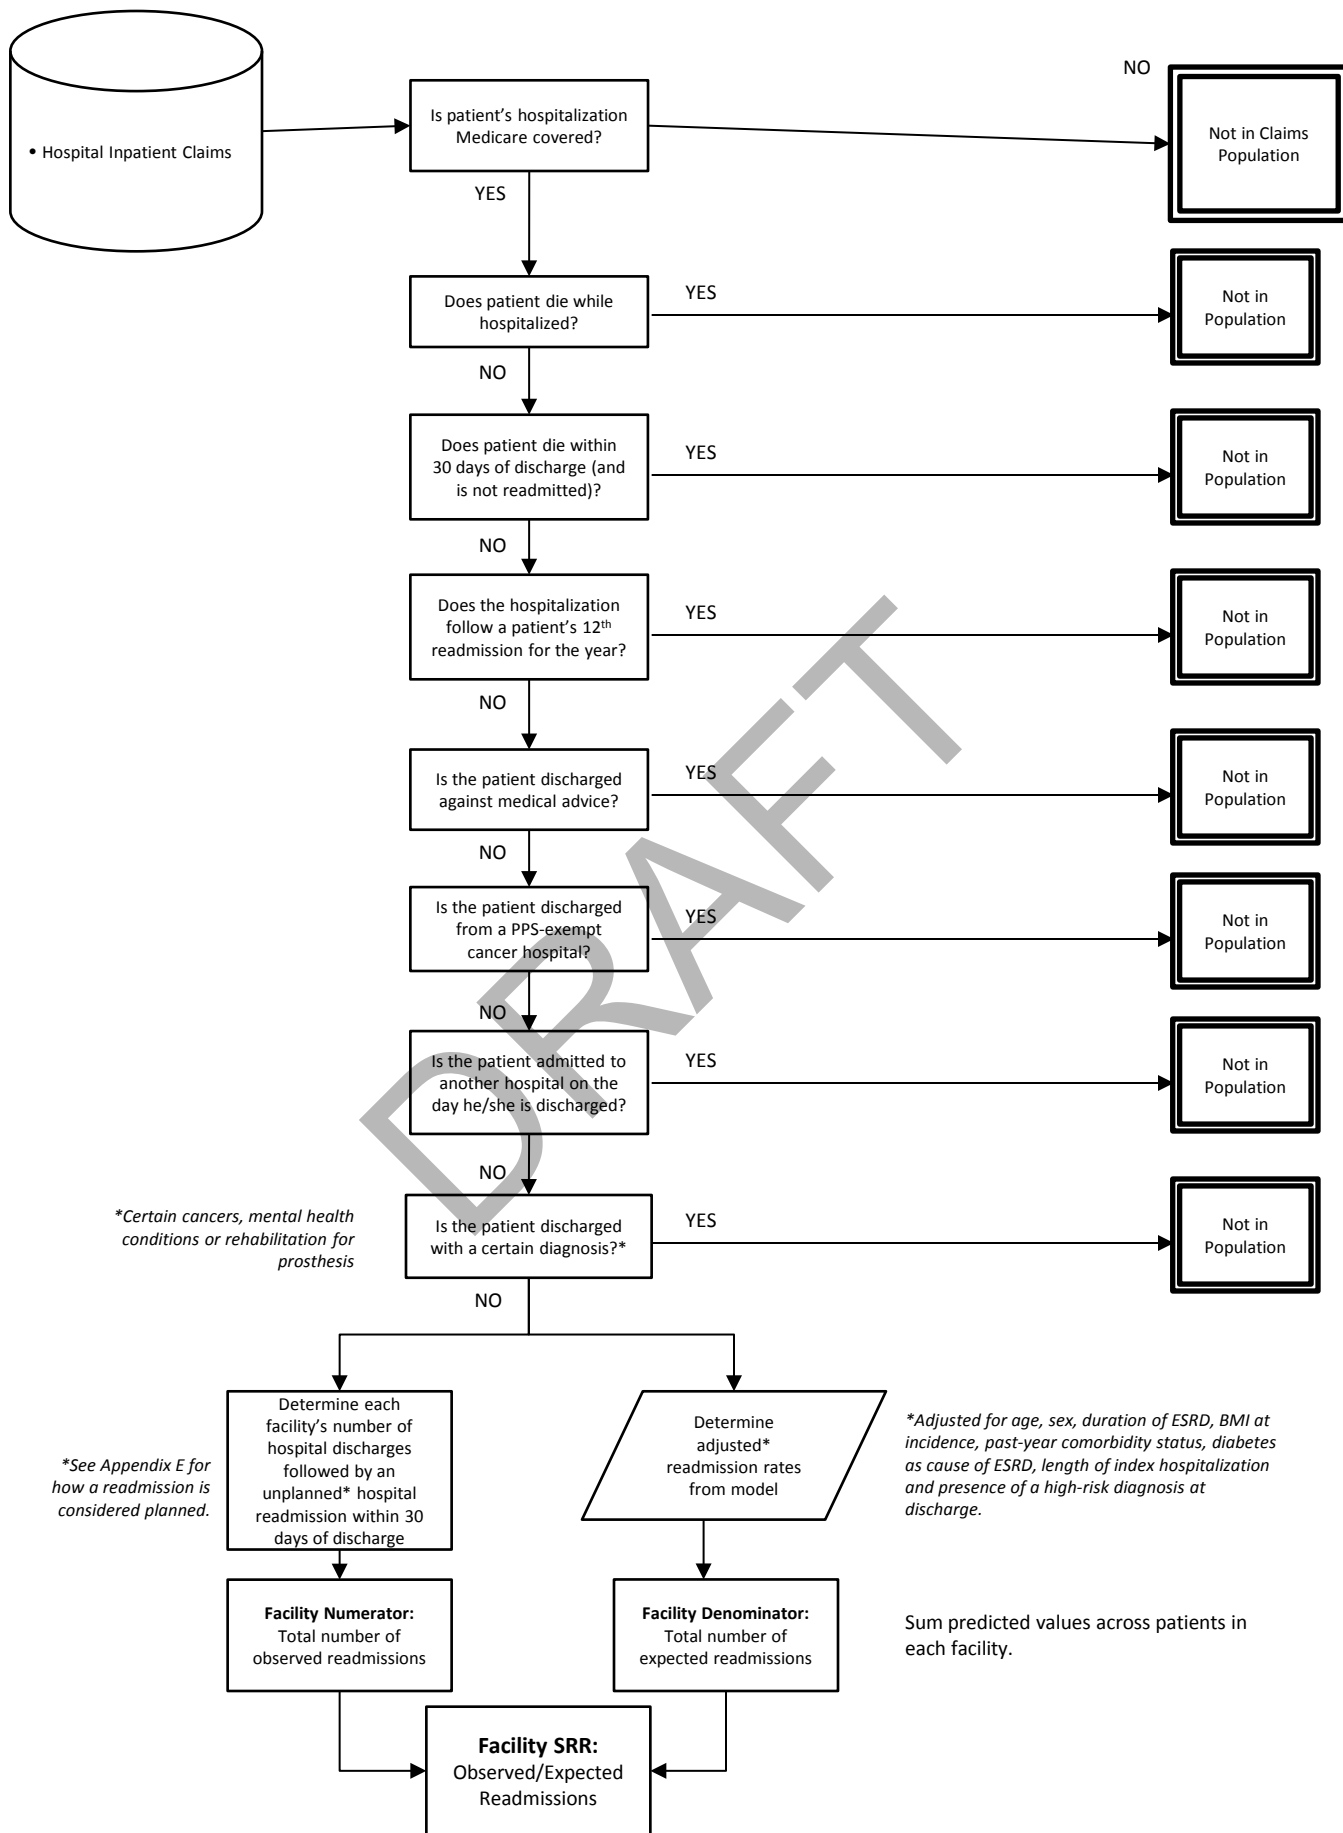 NO
• Hospital Inpatient Claims
Is patient's hospitalization
Medicare covered?
Not in Claims
Population
YES
Does patient die while
hospitalized?
YES
Not in
Population
NO
Does patient die within
30 days of discharge (and
is not readmitted)?
YES
Not in
Population
NO
Does the hospitalization
follow a patient's 12th
readmission for the year?
YES
Not in
Population
NO
Is the patient discharged
against medical advice?
YES
Not in
Population
NO
Is the patient discharged
from a PPS-exempt
cancer hospital?
YES
Not in
Population
NO
Is the patient admitted to
another hospital on the
day he/she is discharged?
YES
Not in
Population
NO
*Certain cancers, mental health
conditions or rehabilitation for
prosthesis
Is the patient discharged
with a certain diagnosis?*
YES
Not in
Population
NO
*See Appendix E for
how a readmission is
considered planned.
Determine each
facility's number of
hospital discharges
followed by an
unplanned* hospital
readmission within 30
days of discharge
Determine
adjusted*
readmission rates
from model
*Adjusted for age, sex, duration of ESRD, BMI at
incidence, past-year comorbidity status, diabetes
as cause of ESRD, length of index hospitalization
and presence of a high-risk diagnosis at
discharge.
Facility Numerator:
Total number of
observed readmissions
Facility Denominator:
Total number of
expected readmissions
Sum predicted values across patients in
each facility.
Facility SRR:
Observed/Expected
Readmissions
DRAFT